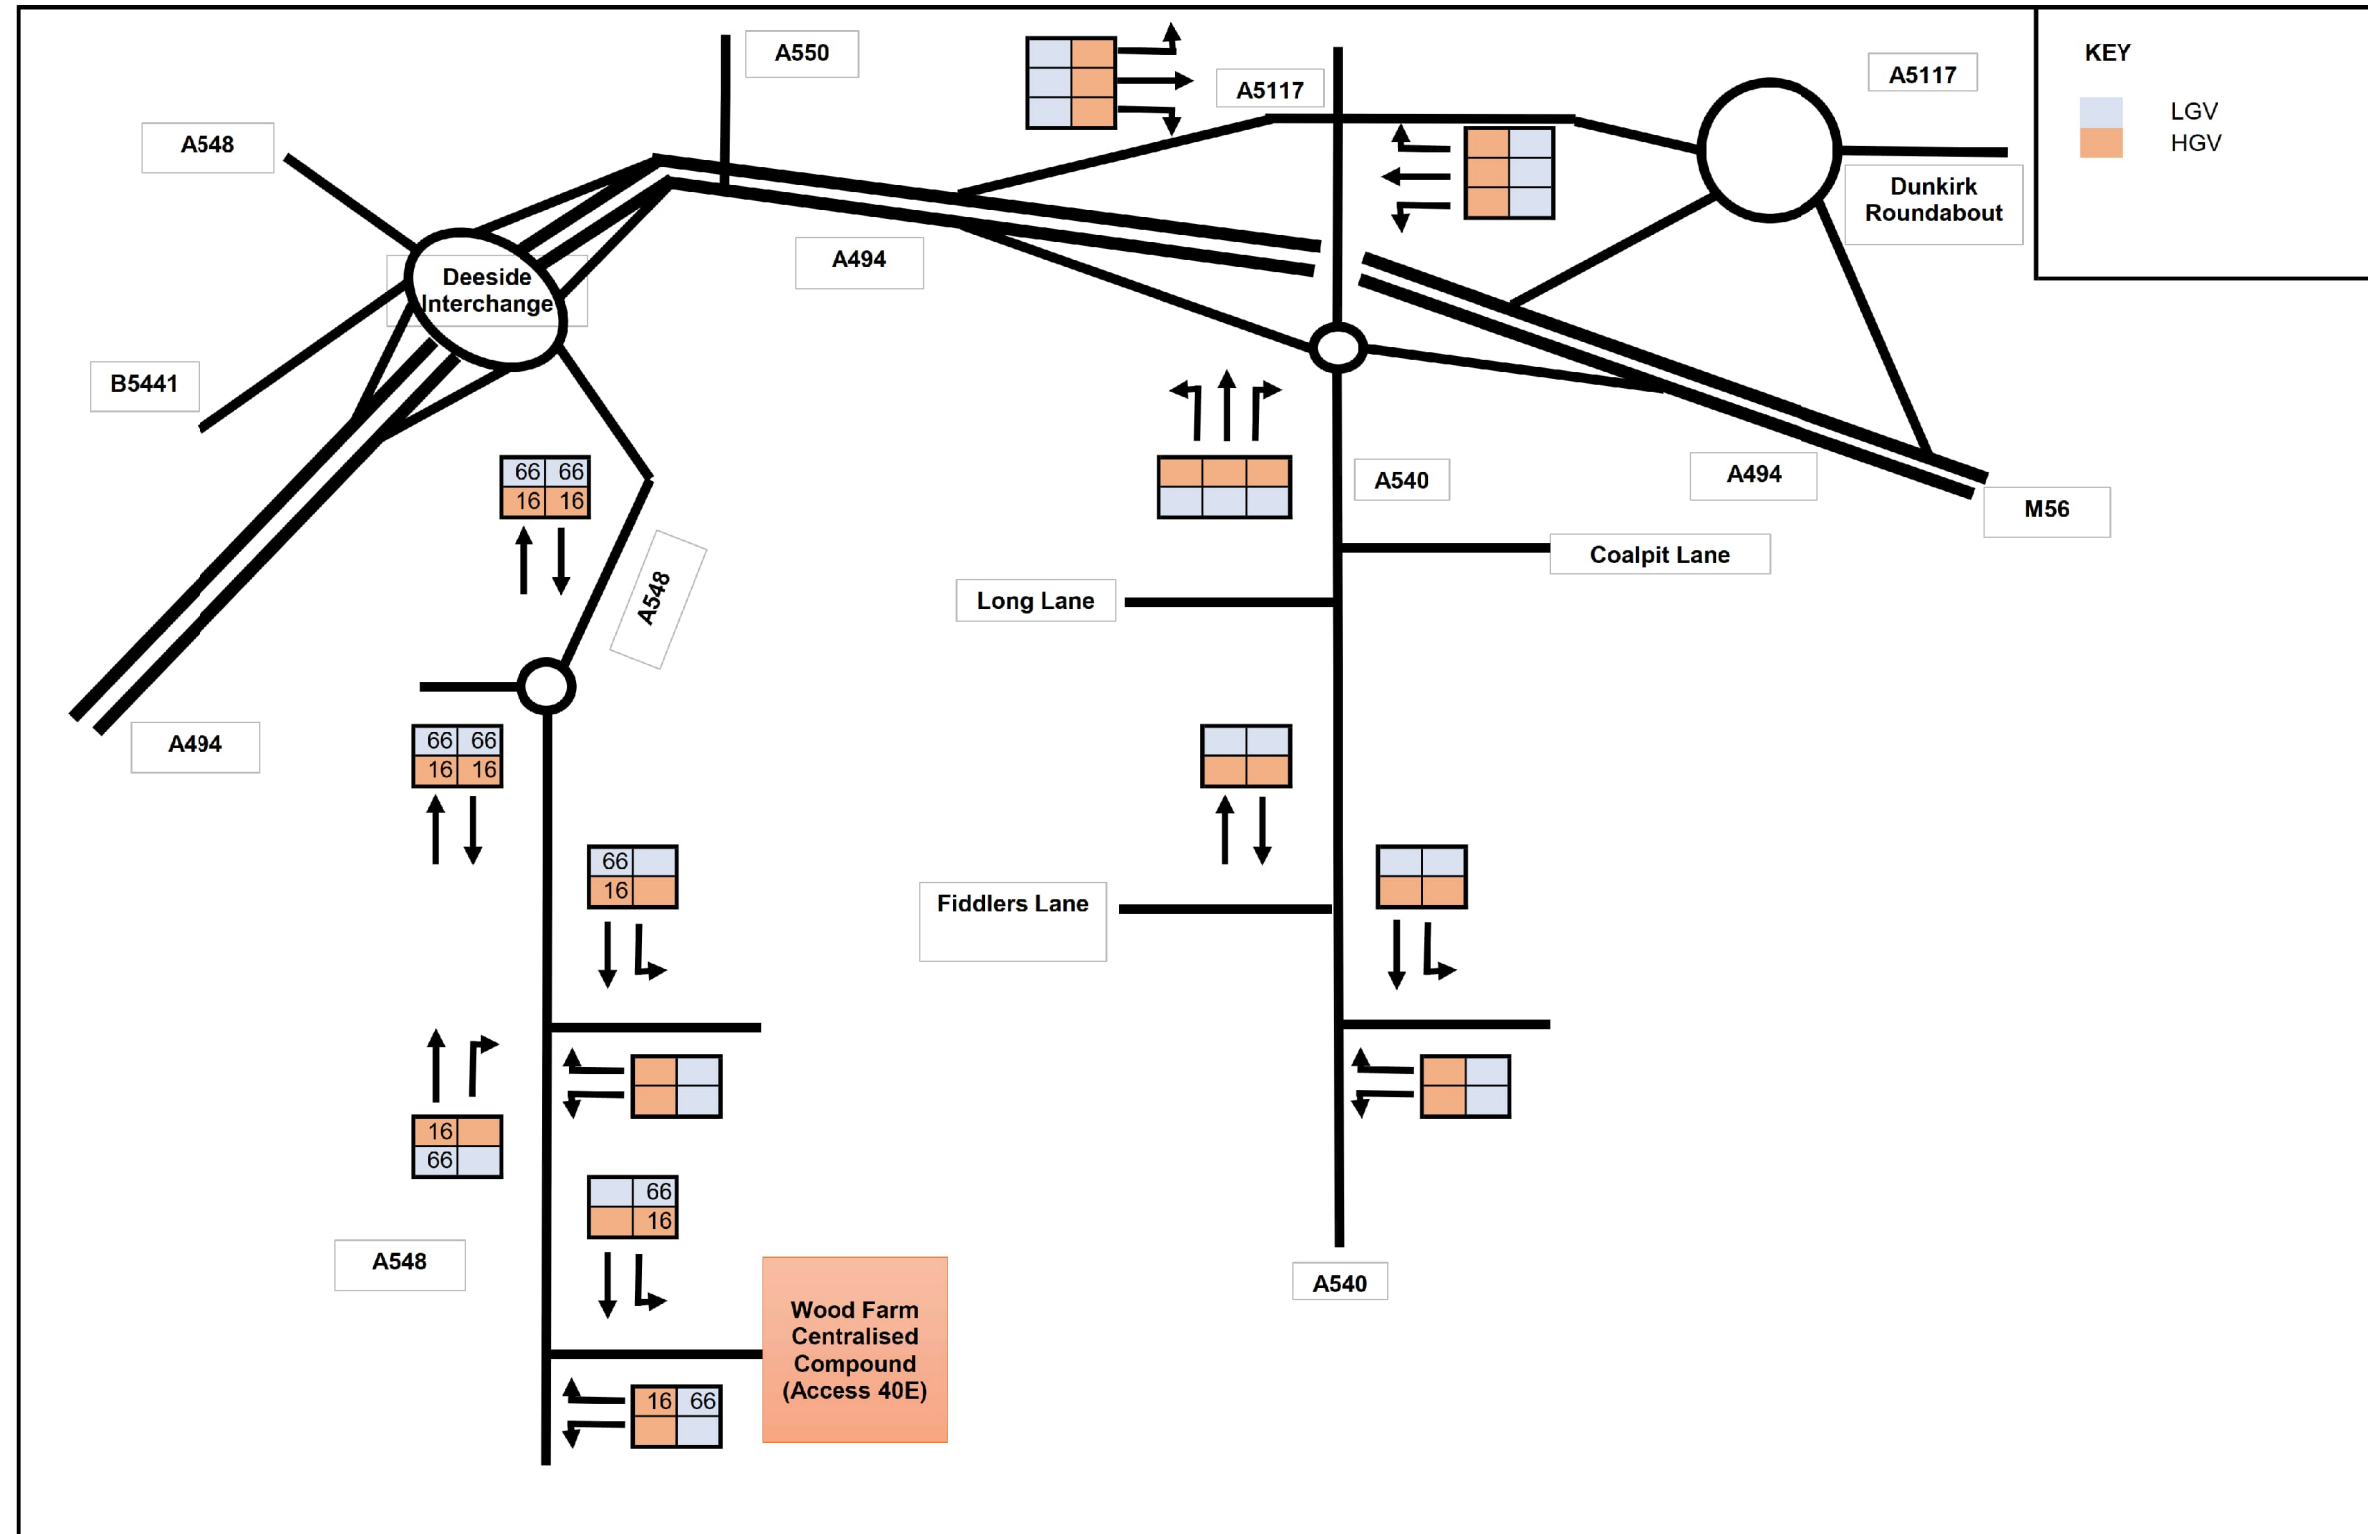 A550
A5117
A5117
KEY
LGV
HGV
A548
Dunkirk
Roundabout
A494
Deeside
Interchange
B5441
66 66
16 16
A540
A494
M56
Coalpit Lane
A548
Long Lane
A494
66 66
16 16
66
16
Fiddlers Lane
16
66
66
16
A548
A540
Wood Farm
Centralised
Compound
(Access 40E)
16 66